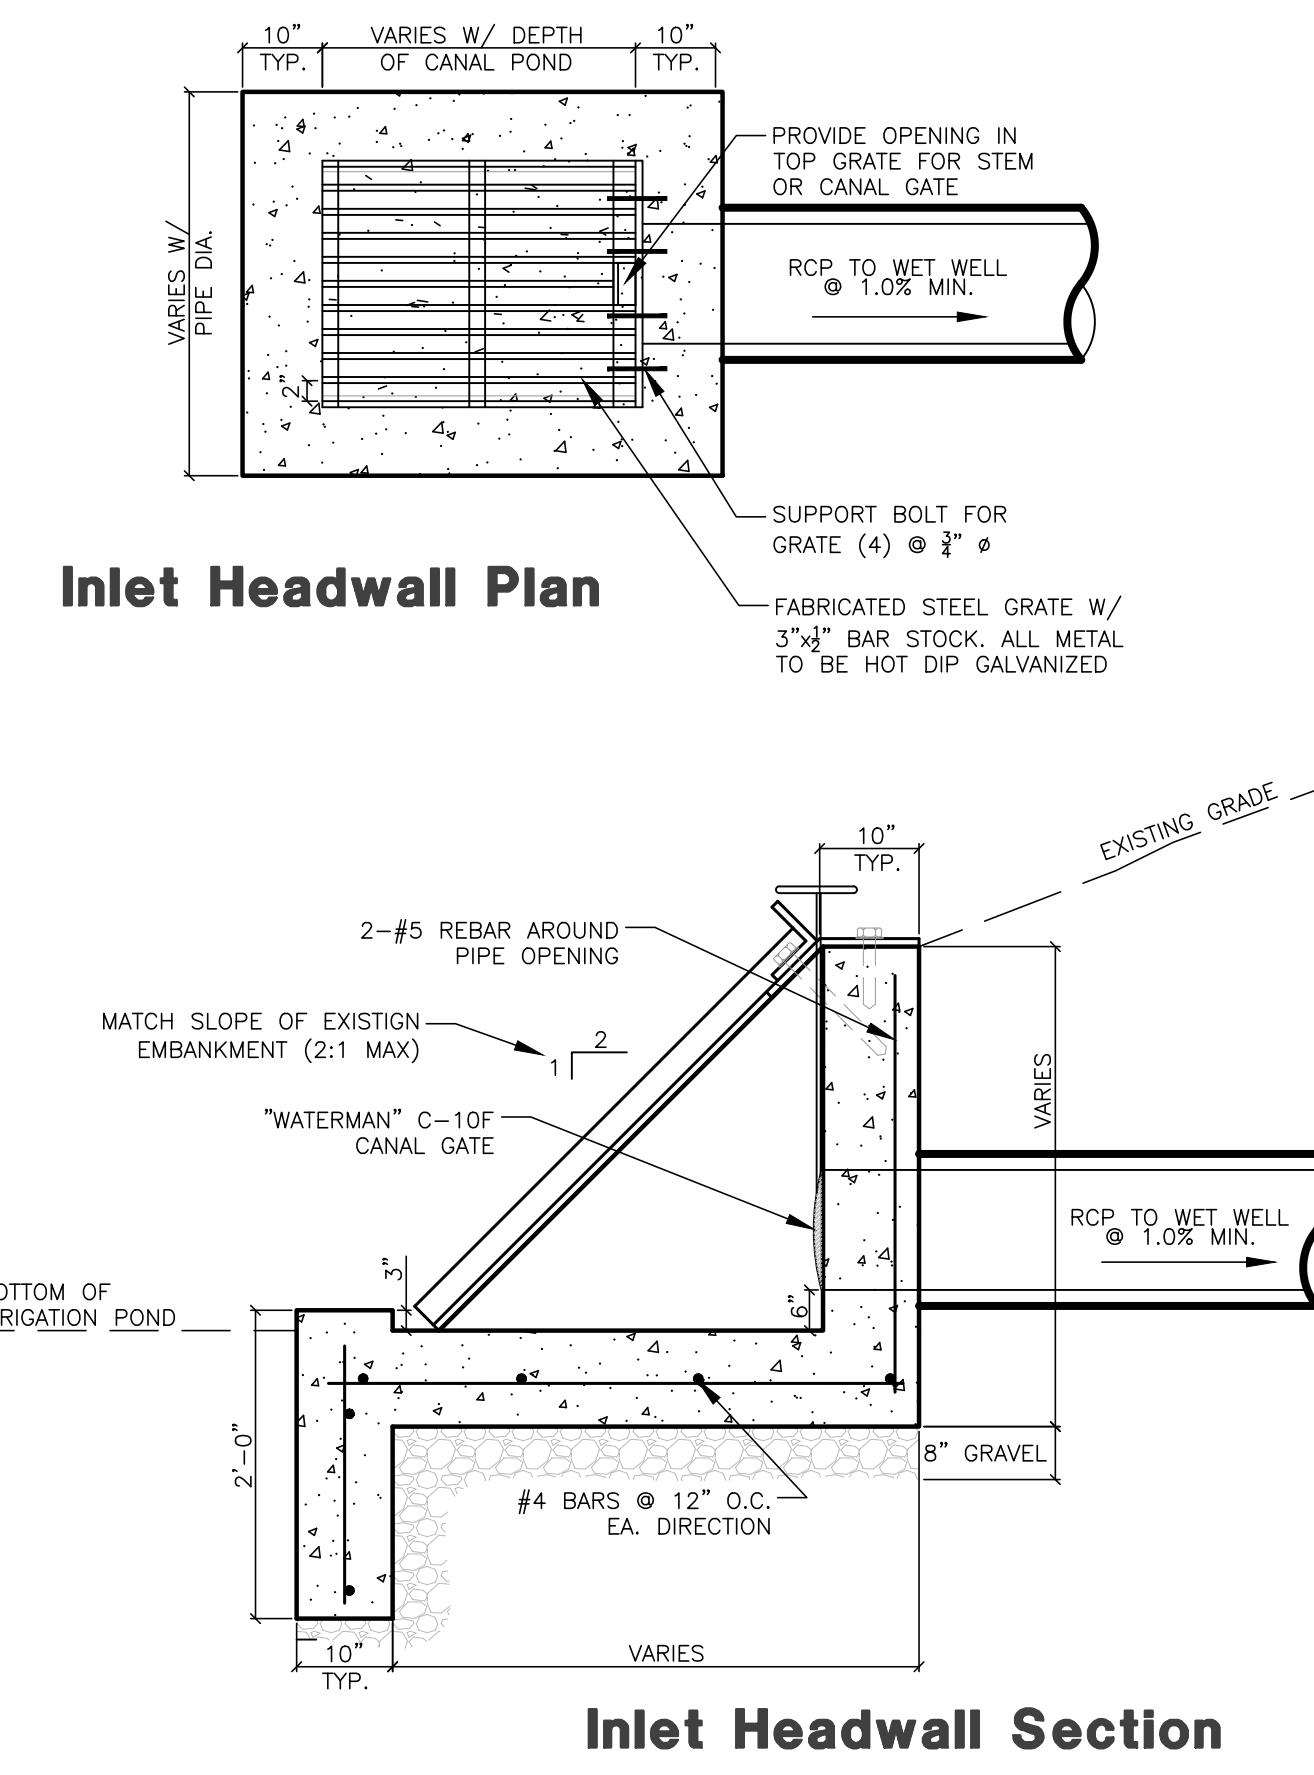 10" VARIES W/ DEPTH 10"
TYP. OF CANAL POND TYP.
PROVIDE OPENING IN
TOP GRATE FOR STEM
OR CANAL GATE
VARIES W/
PIPE DIA.
RCP TO WET WELL
@ 1.0% MIN.
2"
SUPPORT BOLT FOR
GRATE (4) @ 3/4" ø
Inlet Headwall Plan
FABRICATED STEEL GRATE W/
3"x1/2" BAR STOCK. ALL METAL
TO BE HOT DIP GALVANIZED
EXISTING GRADE
10"
TYP.
2-#5 REBAR AROUND
PIPE OPENING
MATCH SLOPE OF EXISTIGN
EMBANKMENT (2:1 MAX)
2
1
VARIES
"WATERMAN" C-10F
CANAL GATE
RCP TO WET WELL
@ 1.0% MIN.
3"
6"
OTTOM OF
RIGATION POND
2'-0"
8" GRAVEL
#4 BARS @ 12" O.C.
EA. DIRECTION
10"
TYP.
VARIES
Inlet Headwall Section